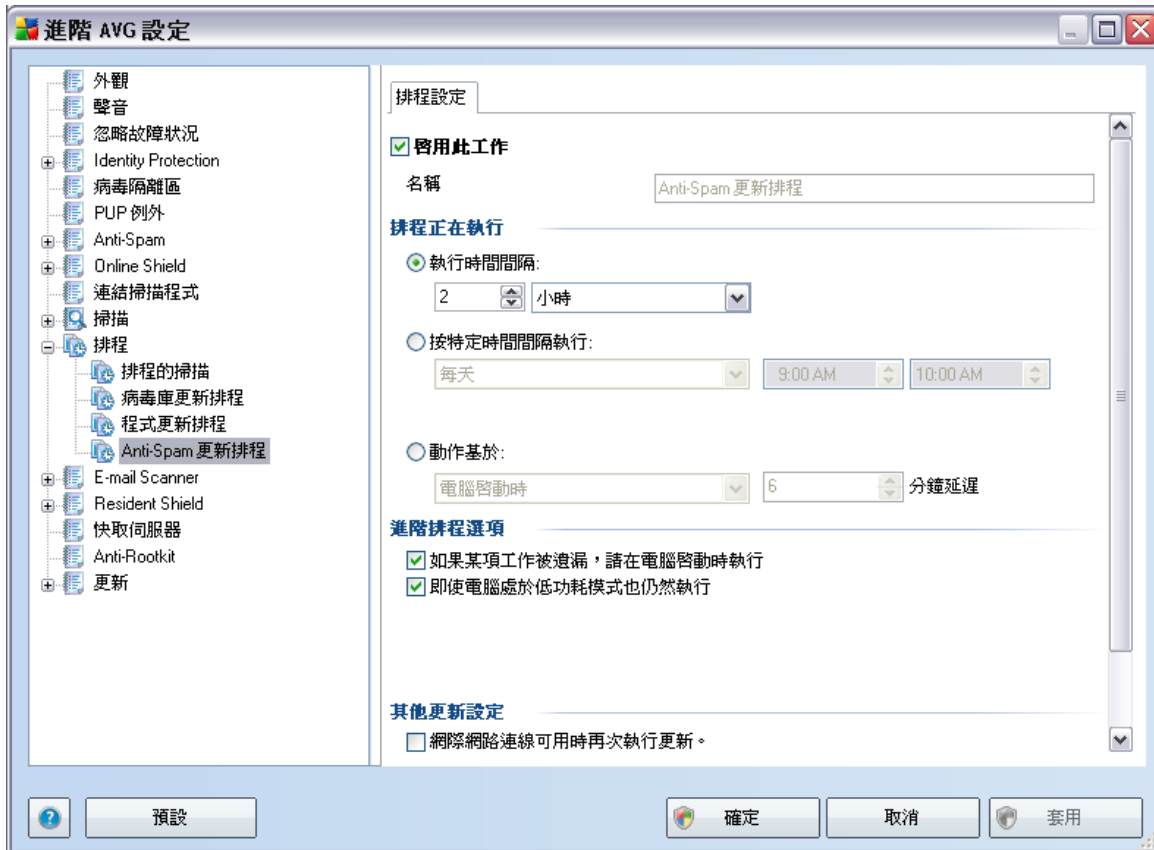 進階 AVG 設定
外觀
聲音
忽略故障狀況
Identity Protection
病毒隔離區
PUP 例外
Anti-Spam
Online Shield
連結掃描程式
掃描
排程
排程的掃描
病毒庫更新排程
程式更新排程
Anti-Spam 更新排程
E-mail Scanner
Resident Shield
快取伺服器
Anti-Rootkit
更新
排程設定
啓用此工作
名稱 Anti-Spam 更新排程
排程正在執行
執行時間間隔:
2 小時
按特定時間間隔執行:
每天 9:00 AM 10:00 AM
動作基於:
電腦啓動時 6 分鐘延遲
進階排程選項
如果某項工作被遺漏，請在電腦啓動時執行
即使電腦處於低功耗模式也仍然執行
其他更新設定
網際網路連線可用時再次執行更新。
? 預設 確定 取消 套用